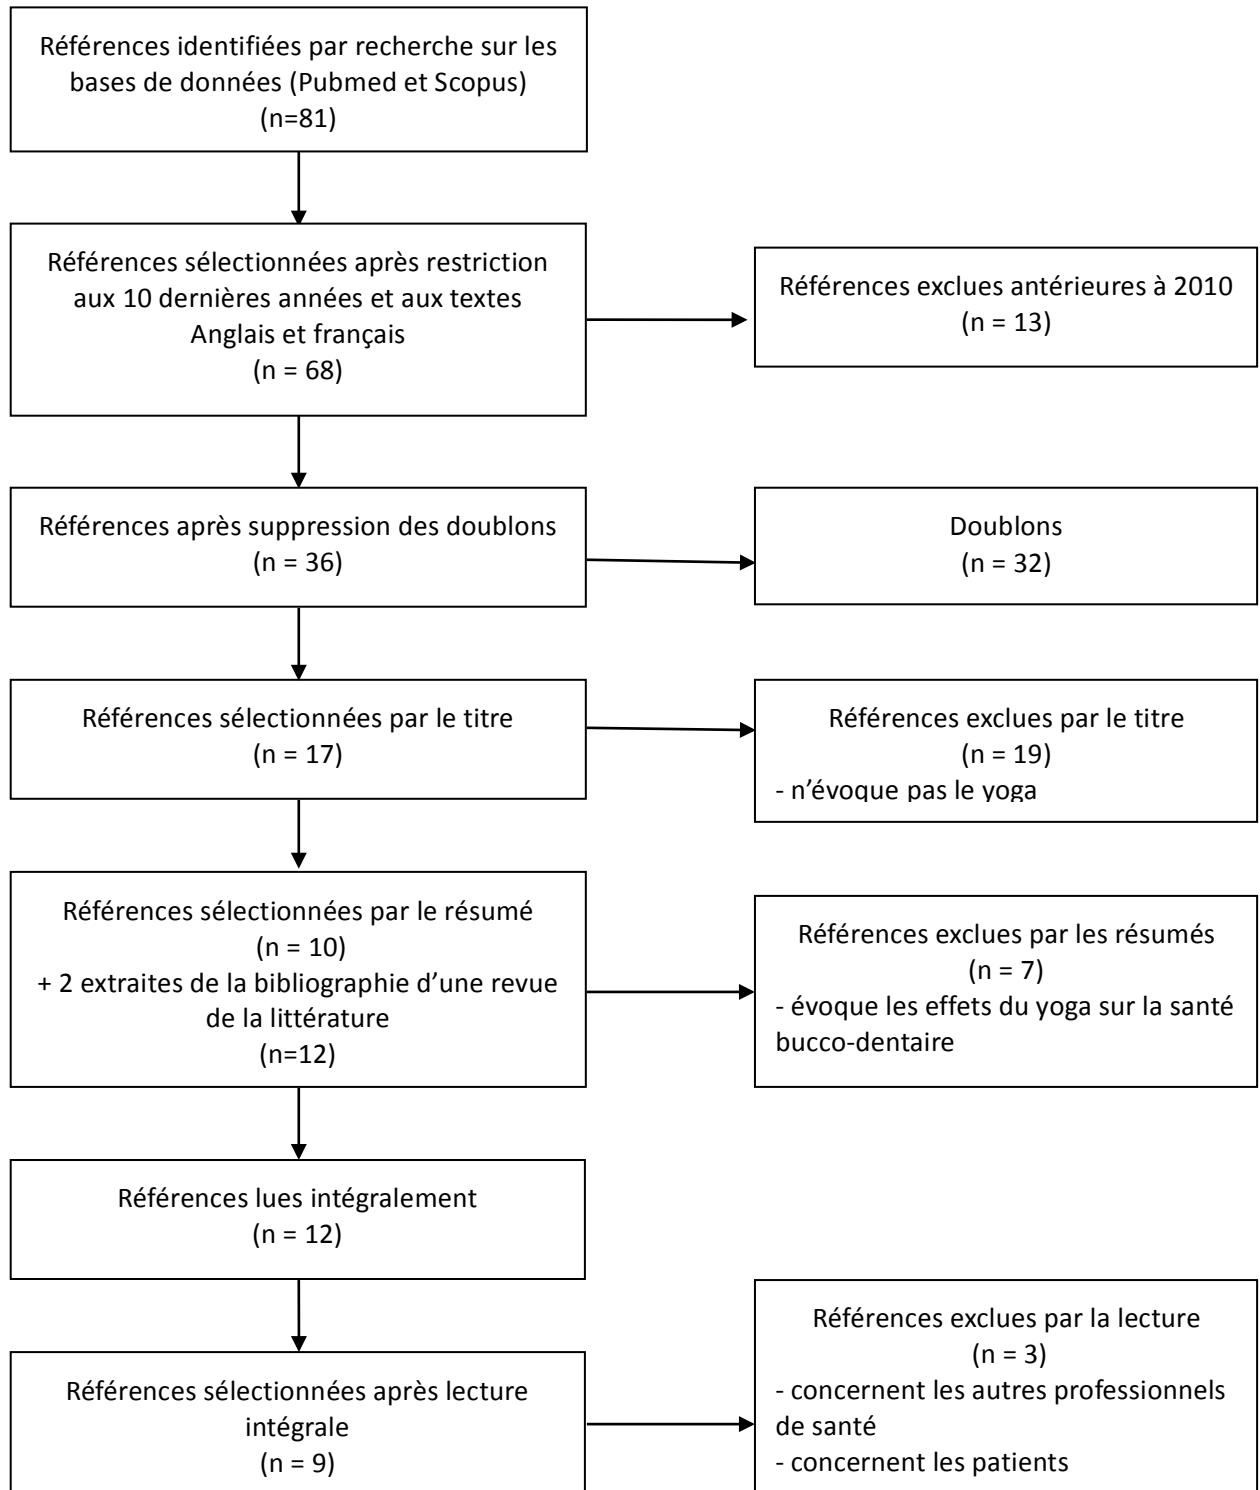 Références identifiées par recherche sur les
bases de données (Pubmed et Scopus)
(n=81)
Références sélectionnées après restriction
aux 10 dernières années et aux textes
Anglais et français
(n = 68)
Références exclues antérieures à 2010
(n = 13)
Références après suppression des doublons
(n = 36)
Doublons
(n = 32)
Références sélectionnées par le titre
(n = 17)
Références exclues par le titre
(n = 19)
- n’évoque pas le yoga
Références sélectionnées par le résumé
(n = 10)
+ 2 extraites de la bibliographie d’une revue
de la littérature
(n=12)
Références exclues par les résumés
(n = 7)
- évoque les effets du yoga sur la santé
bucco-dentaire
Références lues intégralement
(n = 12)
Références sélectionnées après lecture
intégrale
(n = 9)
Références exclues par la lecture
(n = 3)
- concernent les autres professionnels
de santé
- concernent les patients